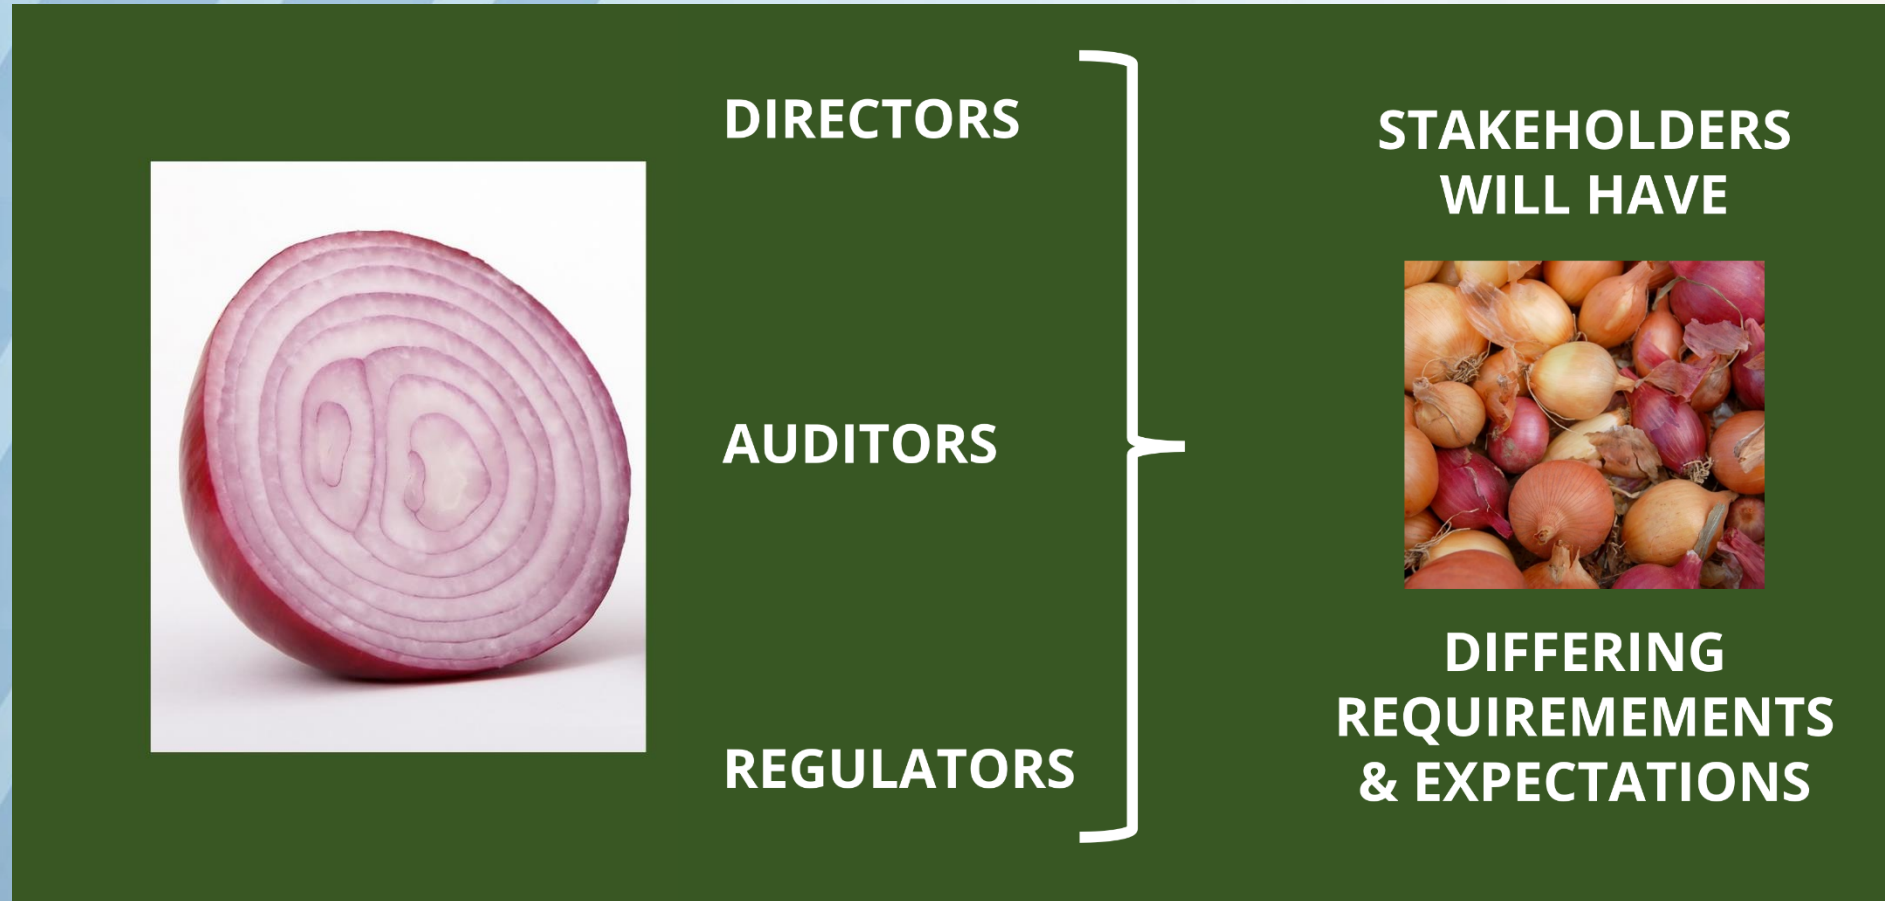 DIRECTORS
AUDITORS
REGULATORS
STAKEHOLDERS
WILL HAVE
DIFFERING
REQUIREMEMENTS
& EXPECTATIONS